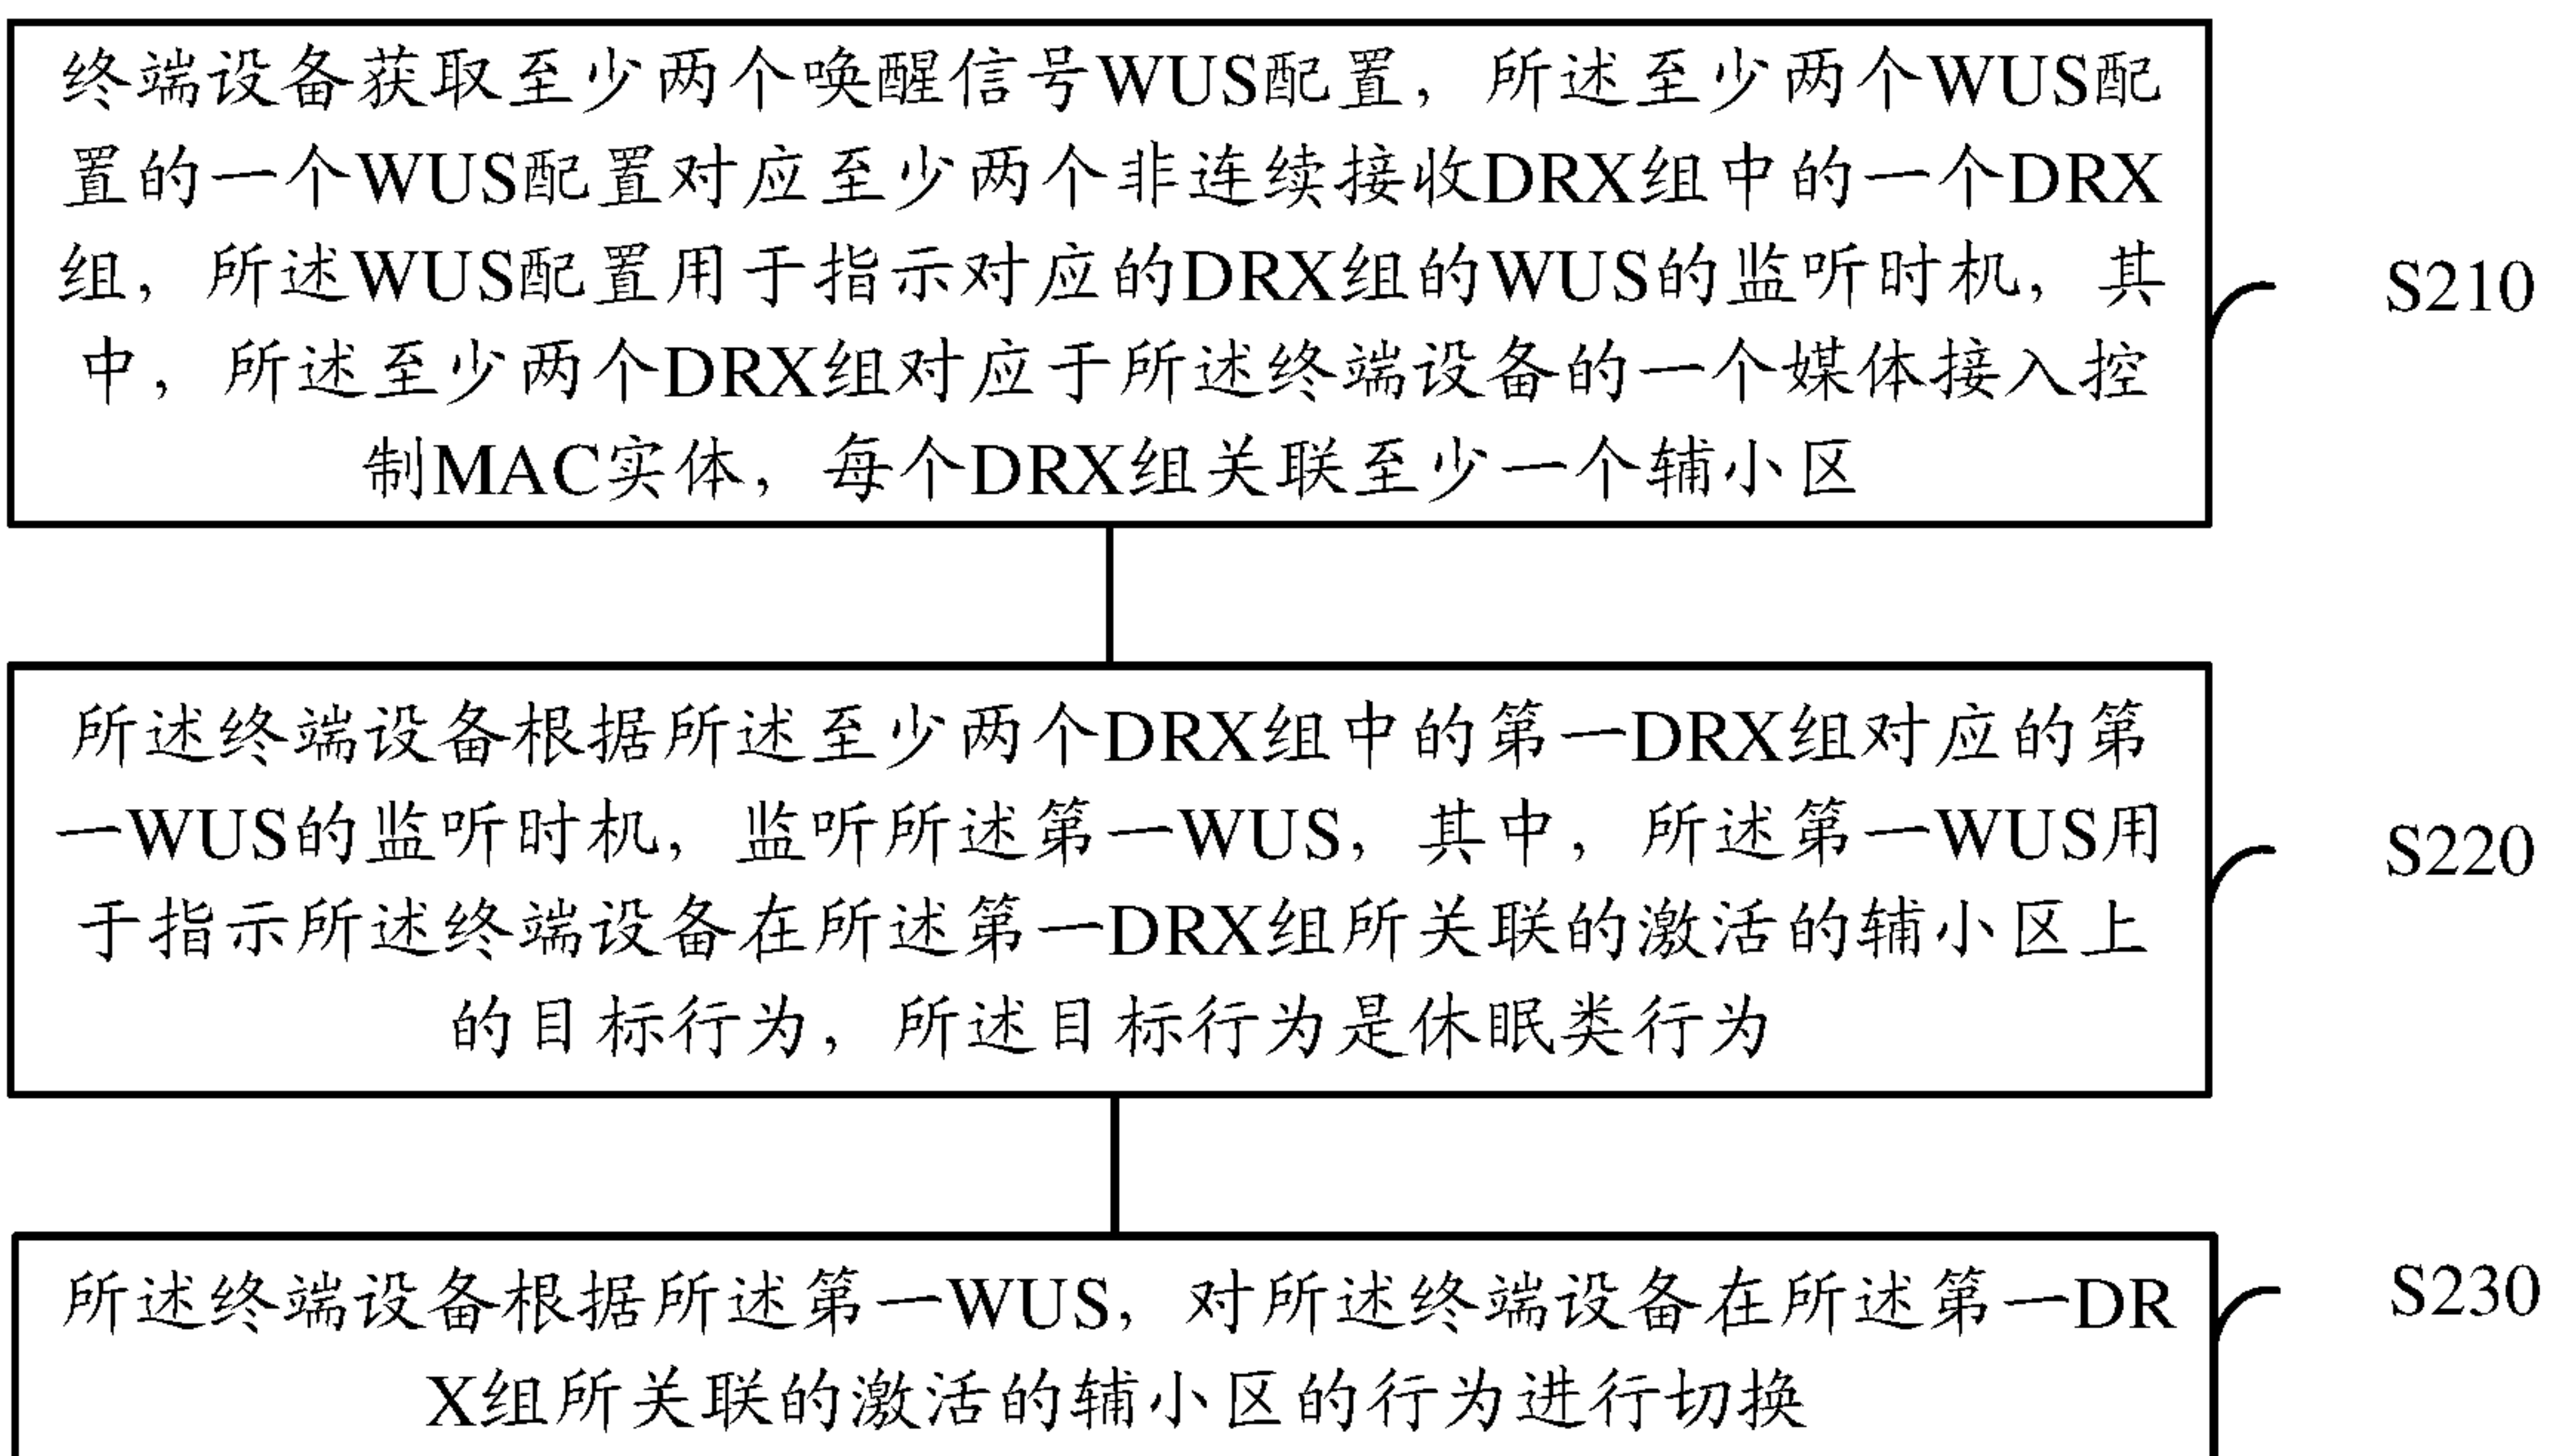 终端设备获取至少两个唤醒信号WUS配置，所述至少两个WUS配
置的一个WUS配置对应至少两个非连续接收DRX组中的一个DRX
组，所述WUS配置用于指示对应的DRX组的WUS的监听时机，其
中，所述至少两个DRX组对应于所述终端设备的一个媒体接入控
制MAC实体，每个DRX组关联至少一个辅小区
S210
所述终端设备根据所述至少两个DRX组中的第一DRX组对应的第
一WUS的监听时机，监听所述第一WUS，其中，所述第一WUS用
于指示所述终端设备在所述第一DRX组所关联的激活的辅小区上
的目标行为，所述目标行为是休眠类行为
S220
所述终端设备根据所述第一WUS，对所述终端设备在所述第一DR
X组所关联的激活的辅小区的行为进行切换
S230